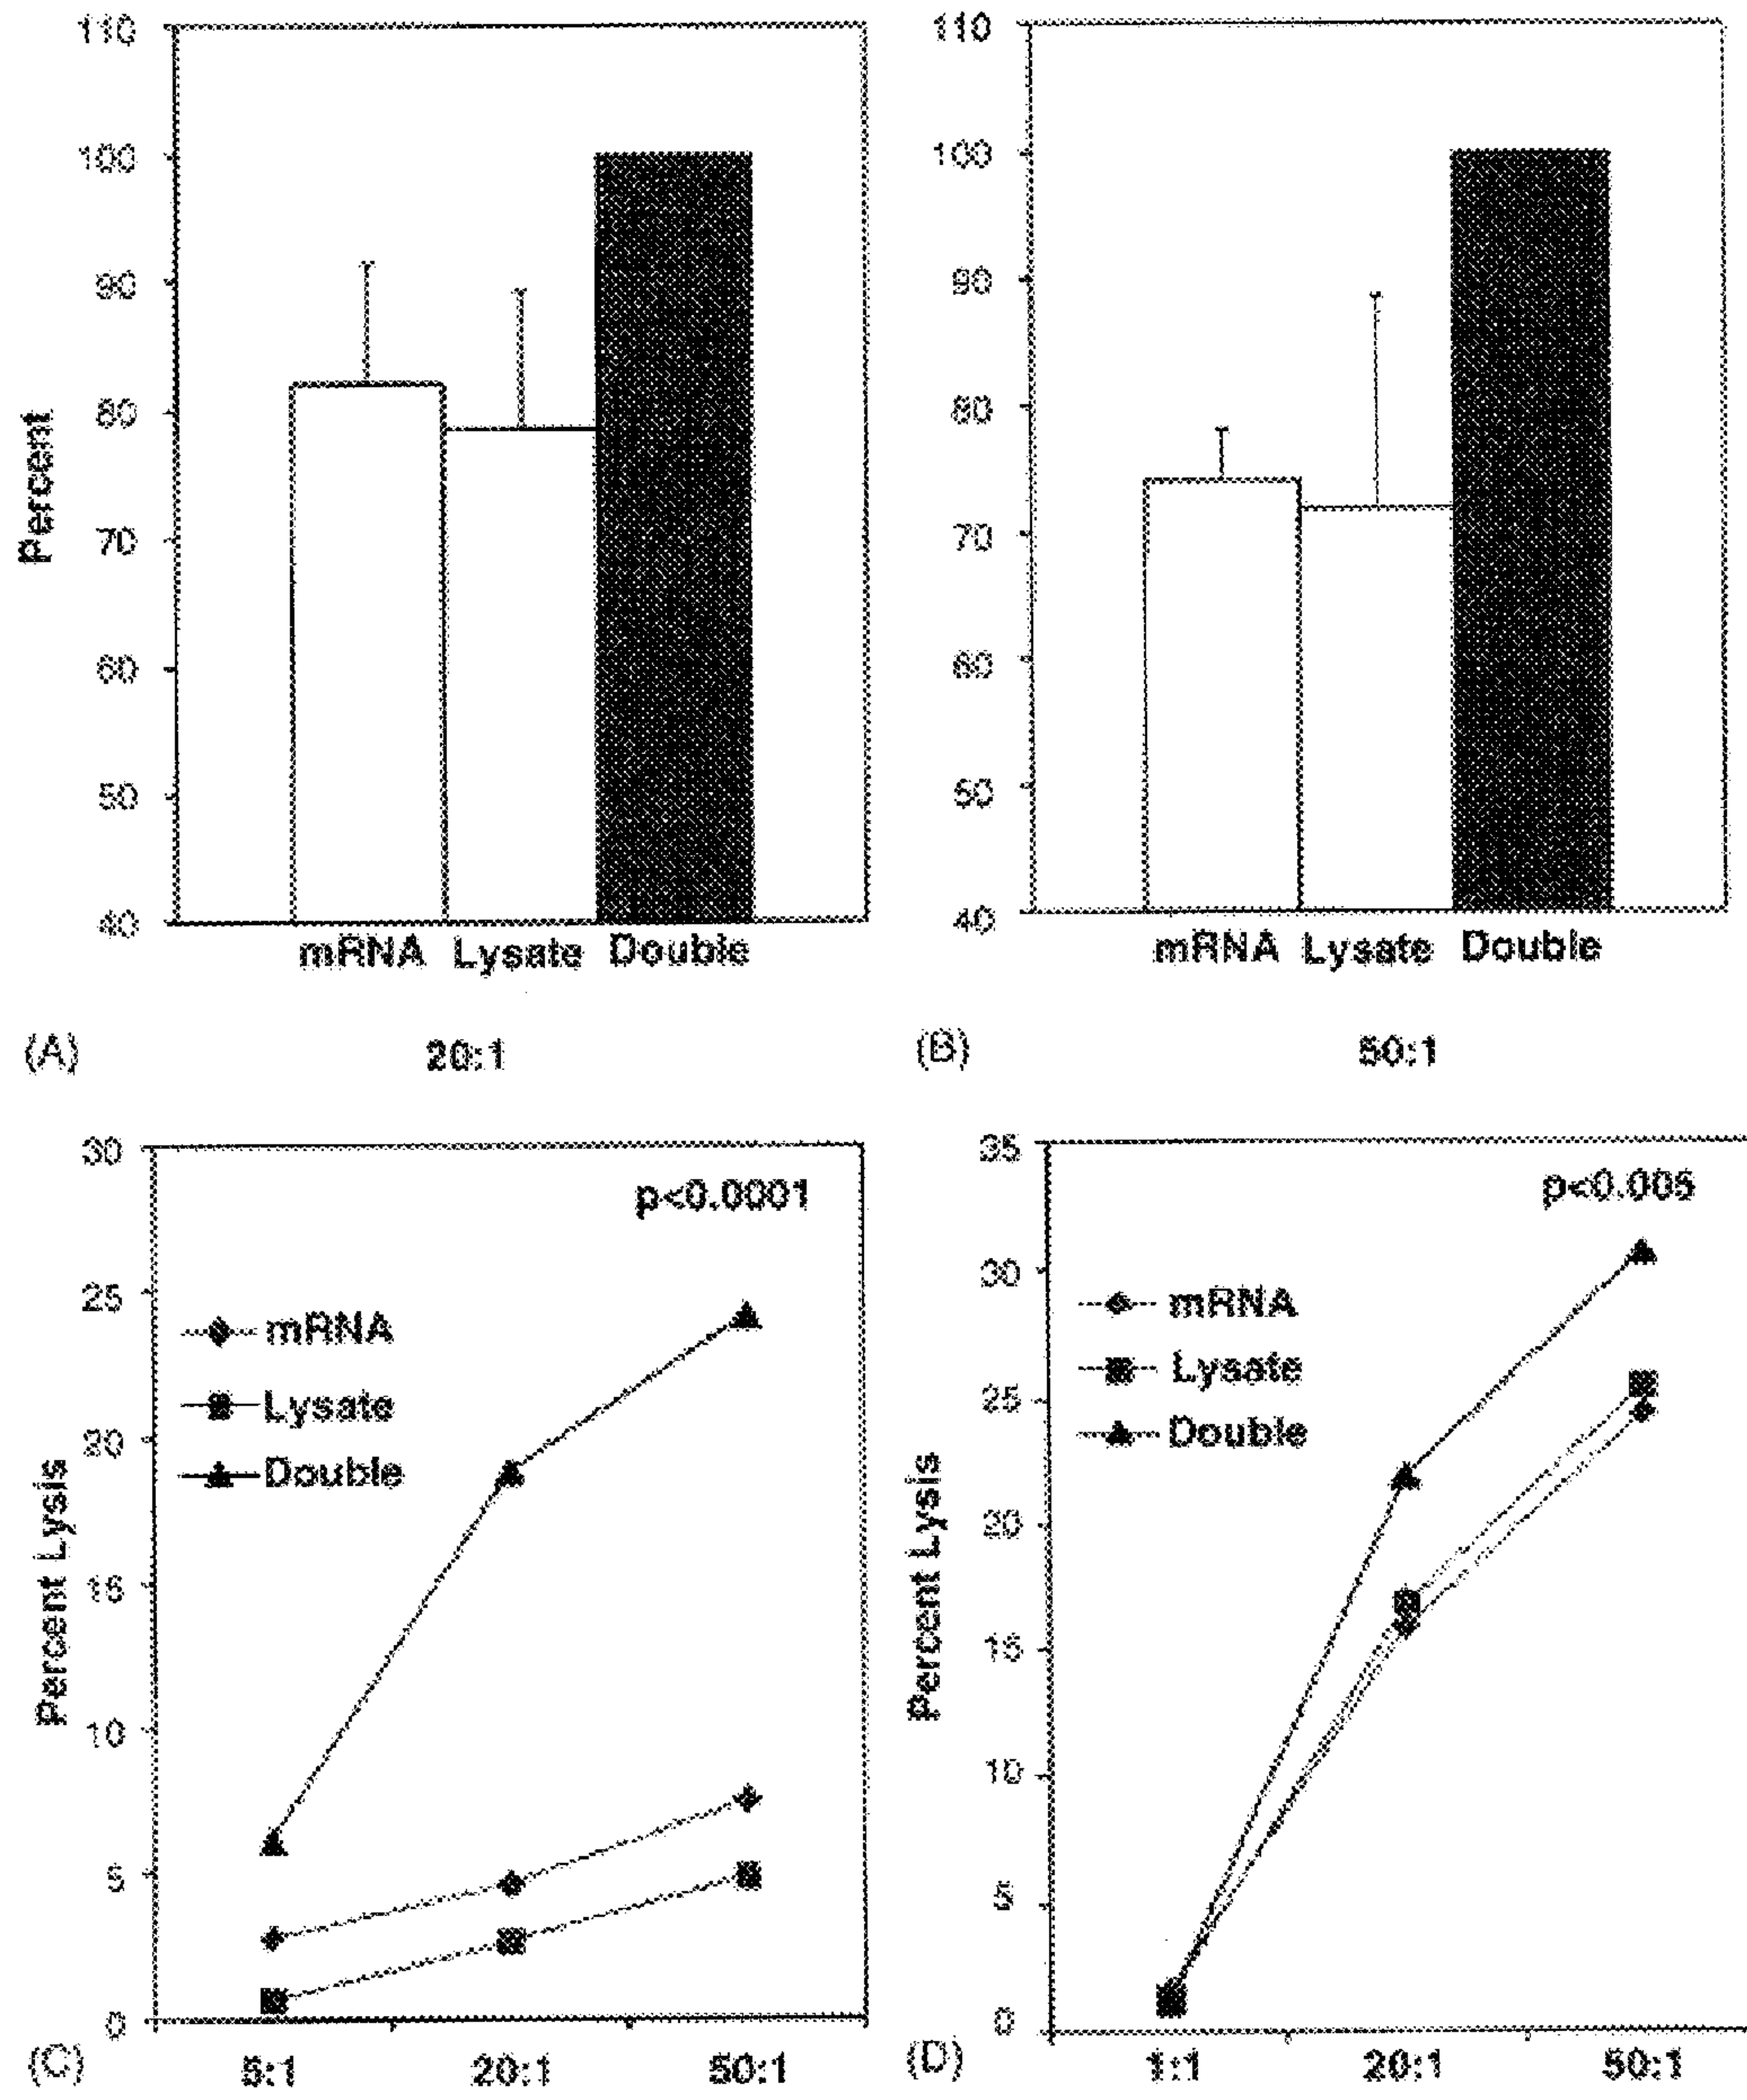 110
100
90
80
70
60
50
40
Percent
mRNA Lysate Double
(A) 20:1
110
100
90
80
70
60
50
40
mRNA Lysate Double
(B) 50:1
30
25
20
15
10
5
0
Percent Lysis
p<0.0001
mRNA
Lysate
Double
(C) 5:1 20:1 50:1
35
30
25
20
15
10
5
0
Percent Lysis
p<0.005
mRNA
Lysate
Double
(D) 1:1 20:1 50:1